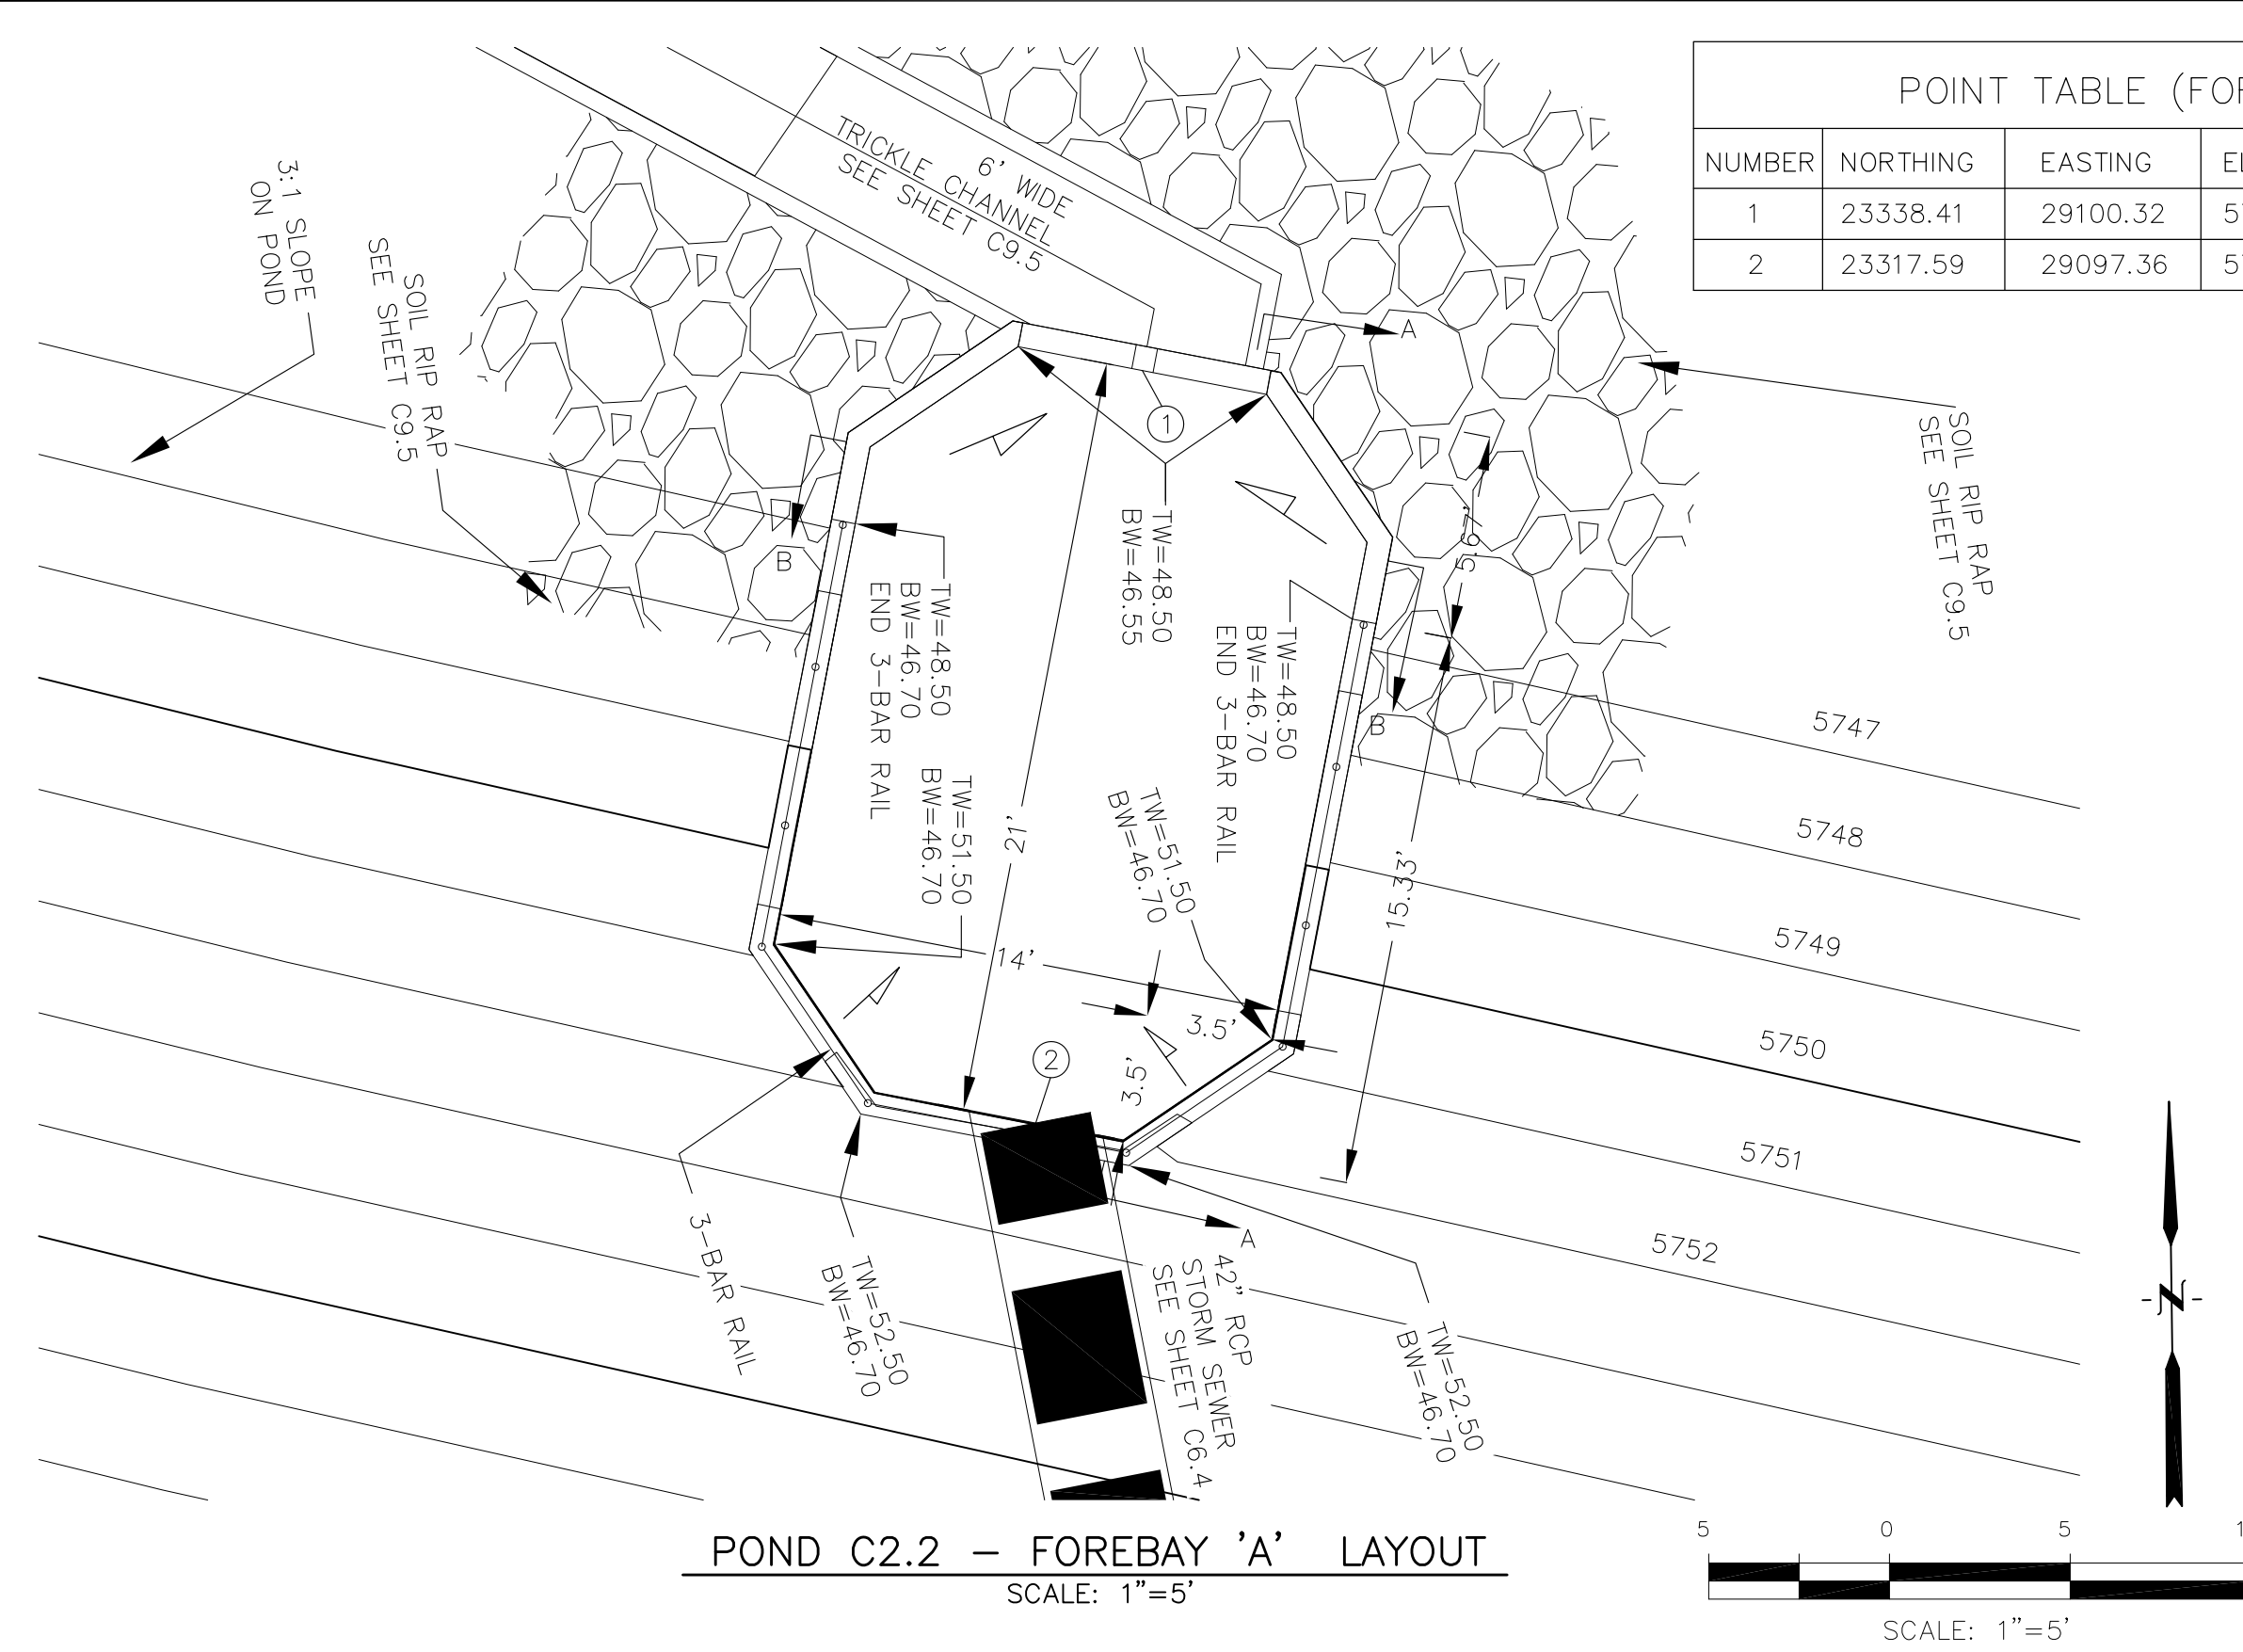 POINT TABLE (FOR
NUMBER NORTHING EASTING EL
1 23338.41 29100.32 57
2 23317.59 29097.36 57
6' WIDE
TRICKLE CHANNEL
SEE SHEET C9.5
3:1 SLOPE
ON POND
SOIL RIP RAP
SEE SHEET C9.5
A
1
SOIL RIP RAP
SEE SHEET C9.5
B
TW=48.50
BW=46.55
5.67'
TW=48.50
BW=46.70
END 3-BAR RAIL
TW=48.50
BW=46.70
END 3-BAR RAIL
B
5747
TW=51.50
BW=46.70
21'
TW=51.50
BW=46.70
5748
15.33'
5749
14'
3.5'
5750
2
3.5'
5751
3-BAR RAIL
A
5752
TW=52.50
BW=46.70
42" RCP
STORM SEWER
SEE SHEET C6.4
TW=52.50
BW=46.70
N
POND C2.2 - FOREBAY 'A' LAYOUT
SCALE: 1"=5'
5 0 5 1
SCALE: 1"=5'